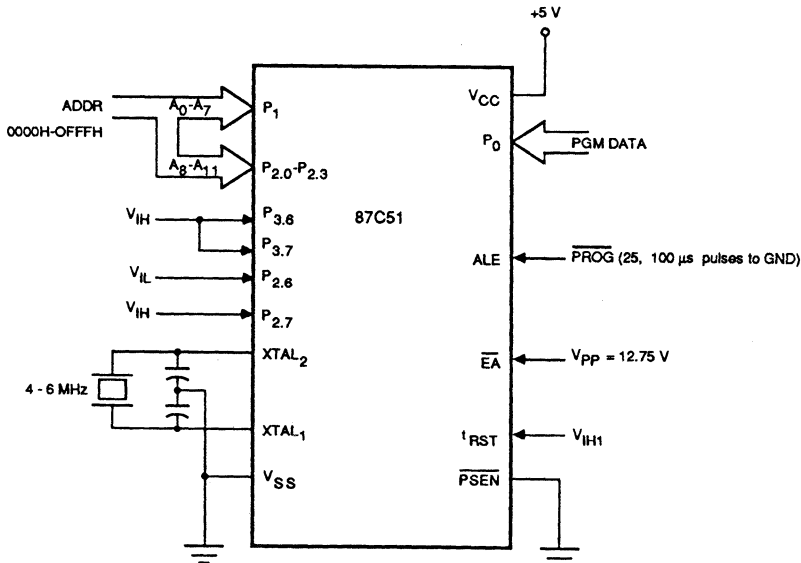 +5 V
ADDR
0000H-OFFFH
A0-A7
A8-A11
P1
P2.0-P2.3
VCC
P0
PGM DATA
VIH
P3.6
P3.7
87C51
VIL
P2.6
VIH
P2.7
ALE
PROG (25, 100 µs pulses to GND)
4 - 6 MHz
XTAL2
XTAL1
EA
VPP = 12.75 V
tRST
VIH1
VSS
PSEN